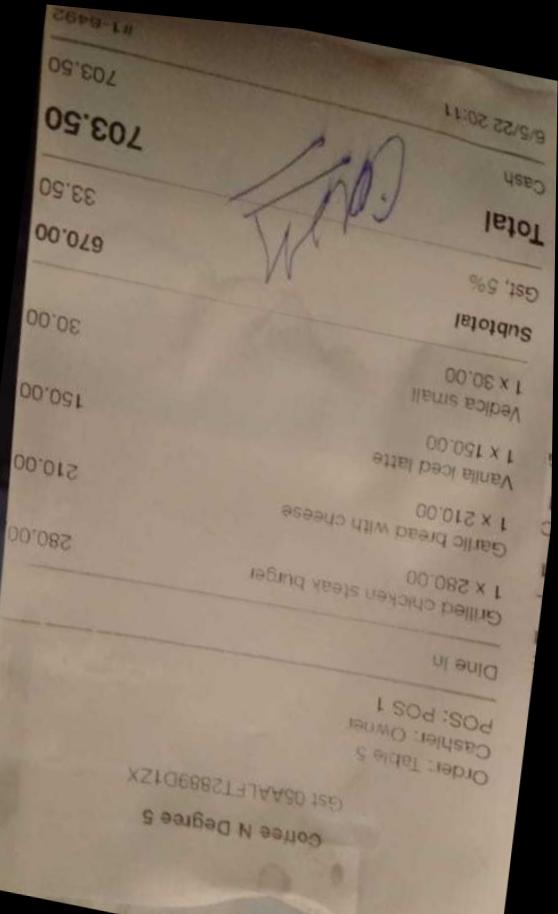 Coffee N Degree 5
Gst 05AALFT2889D1ZX
Order: Table 5
Cashier: Owner
POS: POS 1
Dine in
Grilled chicken steak burger
1 x 280.00 280.00
Garlic bread with cheese
1 x 210.00 210.00
Vanila iced latte
1 x 150.00 150.00
Vedica small
1 x 30.00 30.00
Subtotal 670.00
Gst, 5% 33.50
Total 703.50
Cash 703.50
6/5/22 20:11 #1-8492